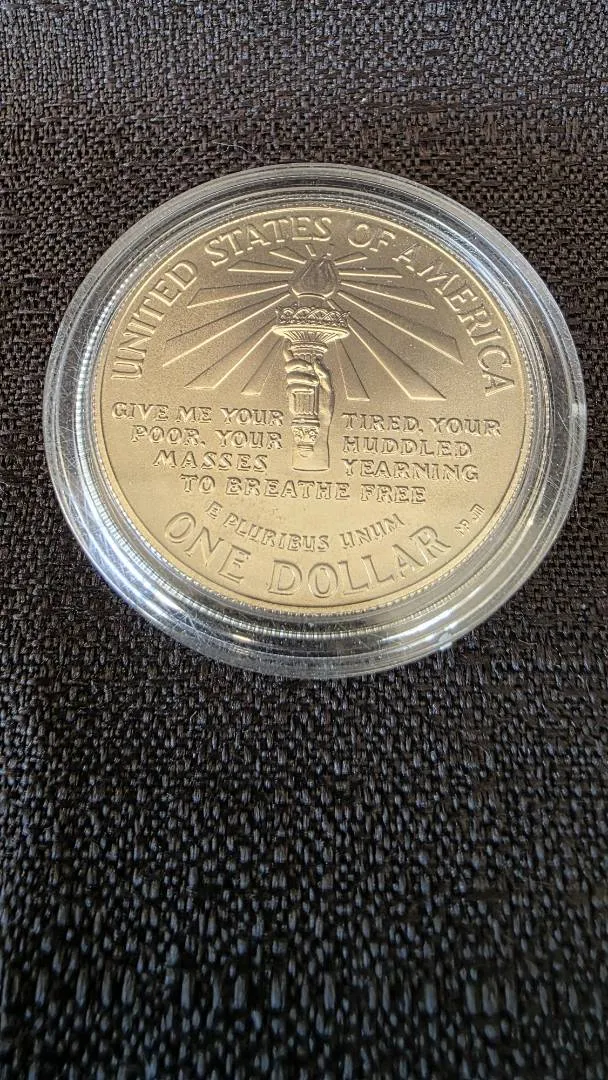 UNITED STATES OF AMERICA
GIVE ME YOUR TIRED, YOUR
POOR, YOUR HUDDLED
MASSES YEARNING
TO BREATHE FREE
E PLURIBUS UNUM
ONE DOLLAR